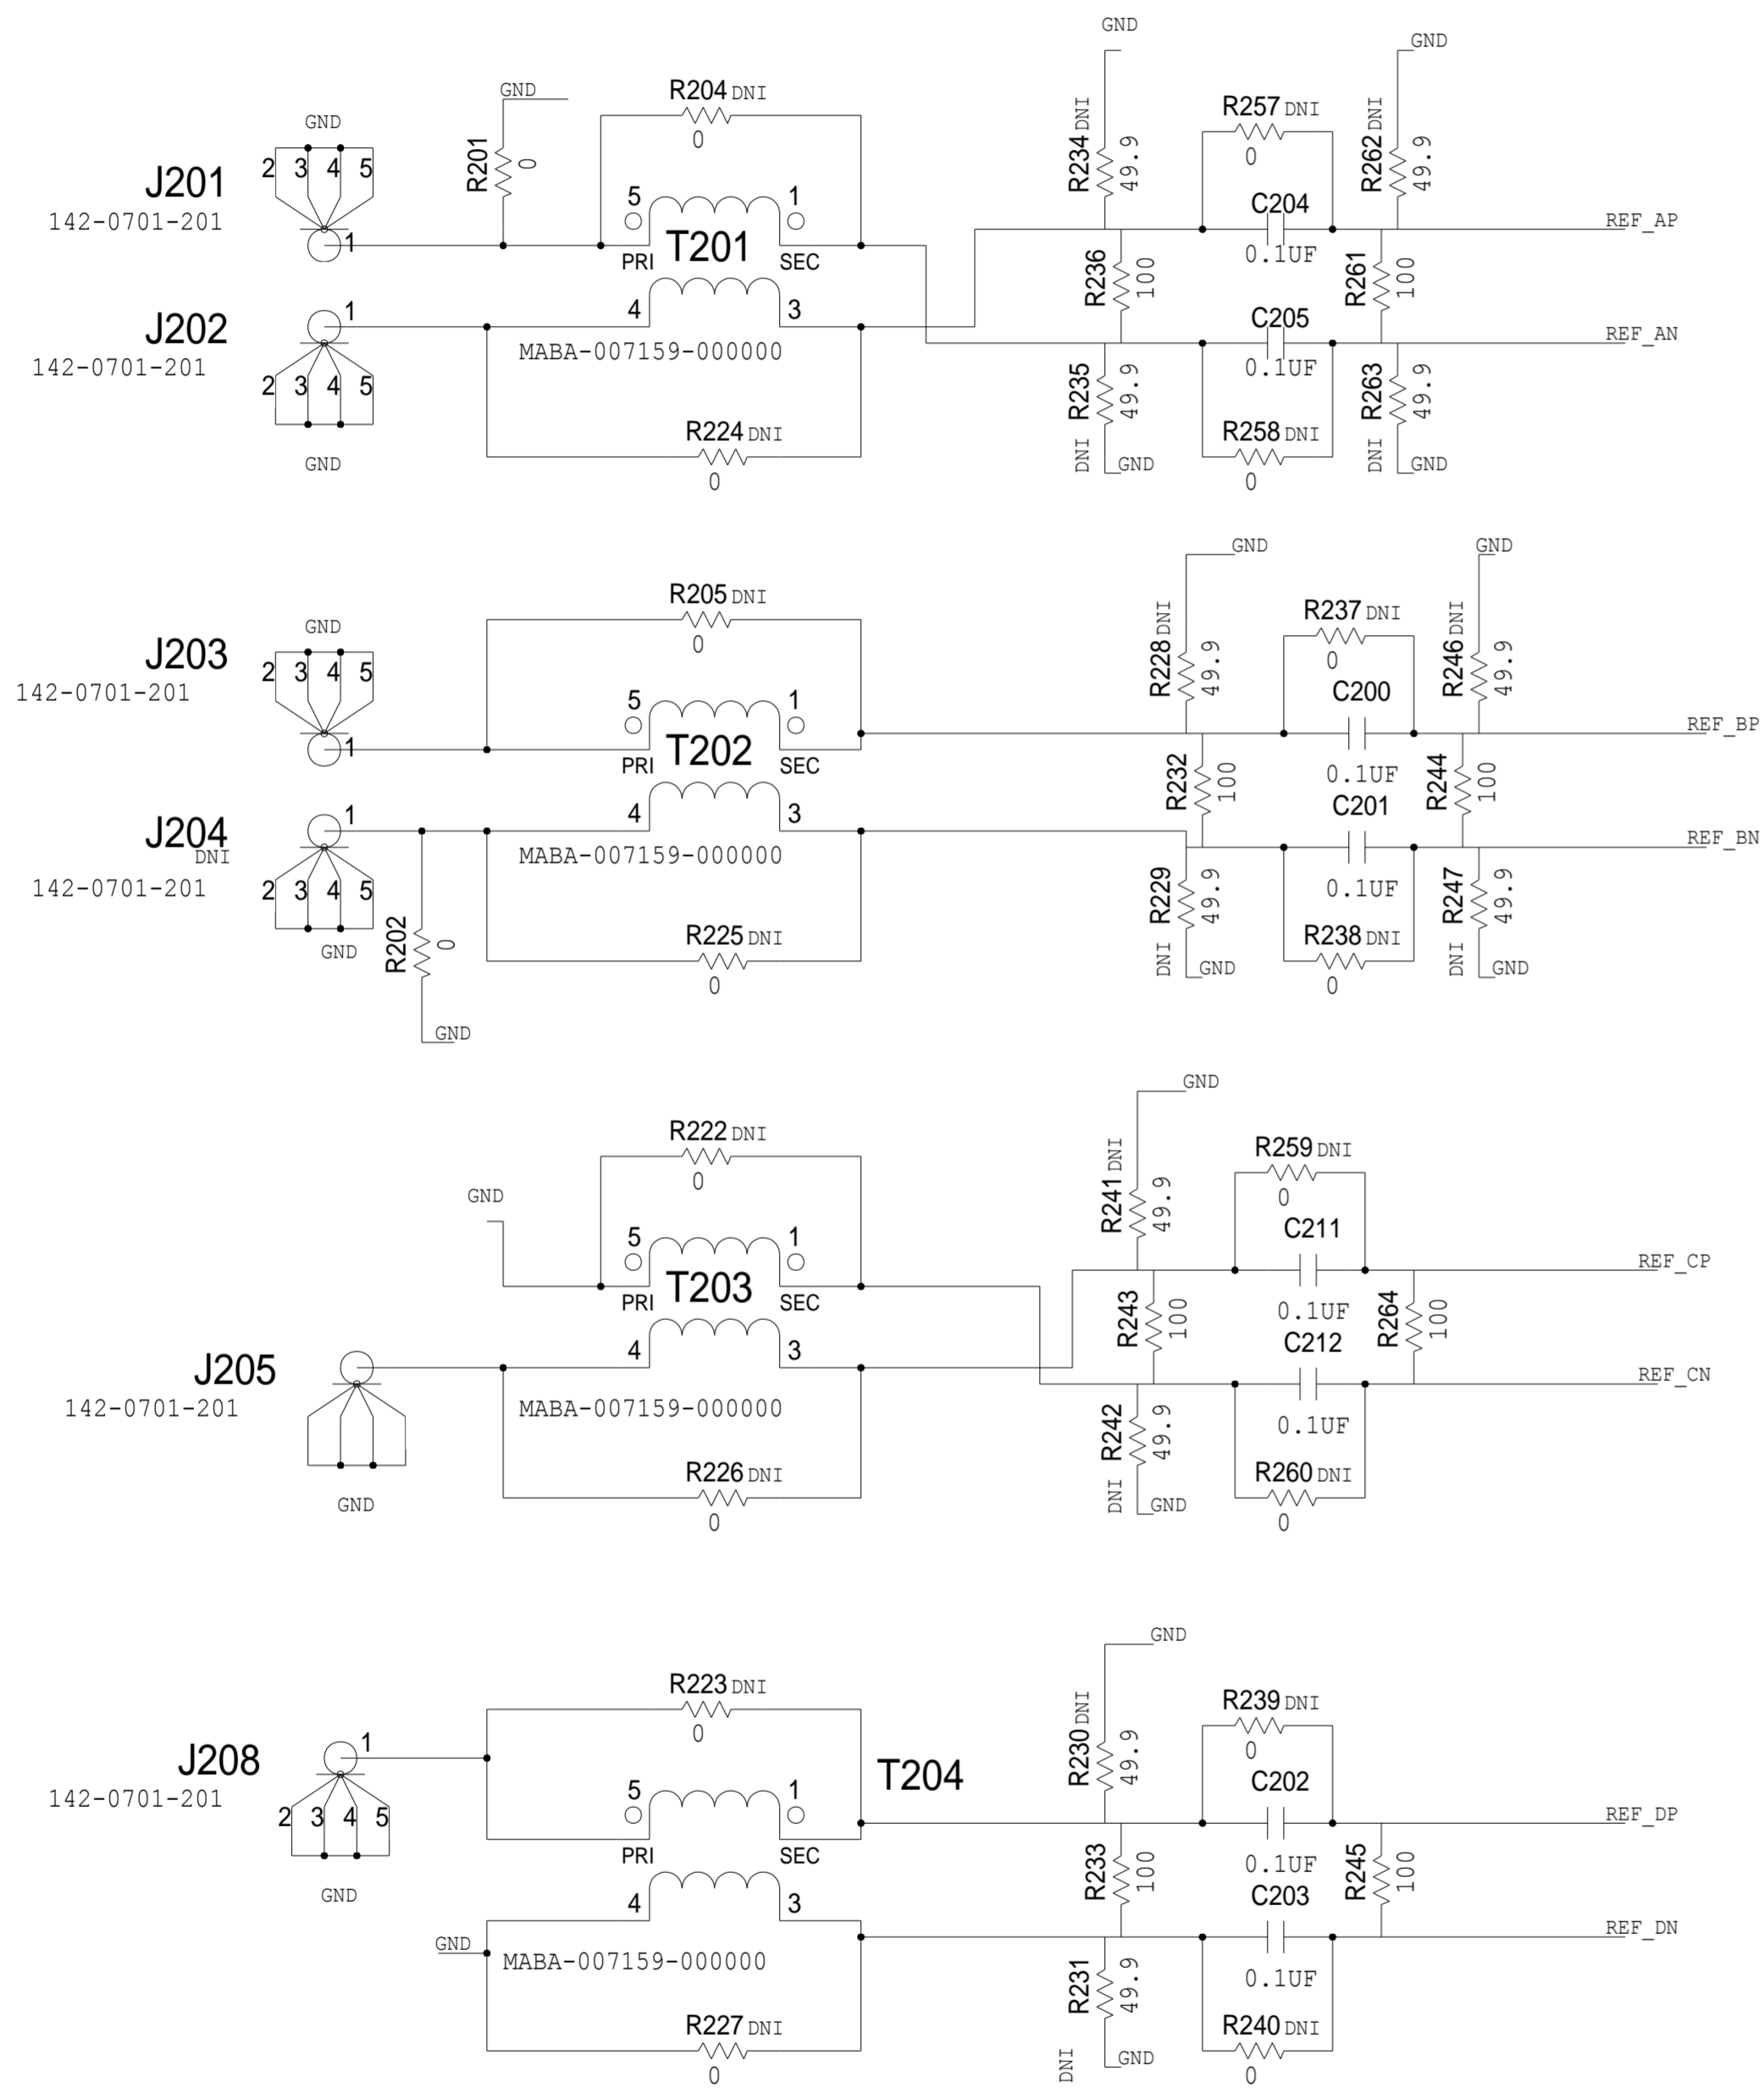 GND
GND
R204 DNI
0
GND
R201
0
R234 DNI
49.9
R257 DNI
0
R262 DNI
49.9
GND
J201
142-0701-201
2 3 4 5
1
5
1
PRI
T201
SEC
C204
0.1UF
REF_AP
R236
100
R261
100
J202
142-0701-201
1
4
3
MABA-007159-000000
C205
0.1UF
REF_AN
2 3 4 5
GND
R224 DNI
0
R235
49.9
DNI
GND
R258 DNI
0
R263
49.9
DNI
GND
GND
GND
R205 DNI
0
R228 DNI
49.9
R237 DNI
0
R246 DNI
49.9
GND
J203
142-0701-201
2 3 4 5
1
5
1
PRI
T202
SEC
C200
0.1UF
REF_BP
R232
100
R244
100
J204
DNI
142-0701-201
1
4
3
MABA-007159-000000
C201
0.1UF
REF_BN
2 3 4 5
GND
R202
0
GND
R225 DNI
0
R229
49.9
DNI
GND
R238 DNI
0
R247
49.9
DNI
GND
GND
R222 DNI
0
R241 DNI
49.9
R259 DNI
0
GND
5
1
PRI
T203
SEC
C211
0.1UF
REF_CP
R243
100
R264
100
J205
142-0701-201
4
3
MABA-007159-000000
C212
0.1UF
REF_CN
GND
R226 DNI
0
R242
49.9
DNI
GND
R260 DNI
0
GND
R223 DNI
0
R230 DNI
49.9
R239 DNI
0
J208
142-0701-201
1
2 3 4 5
GND
5
1
T204
PRI
SEC
C202
0.1UF
REF_DP
R233
100
R245
100
4
3
GND
MABA-007159-000000
C203
0.1UF
REF_DN
R227 DNI
0
R231
49.9
DNI
GND
R240 DNI
0